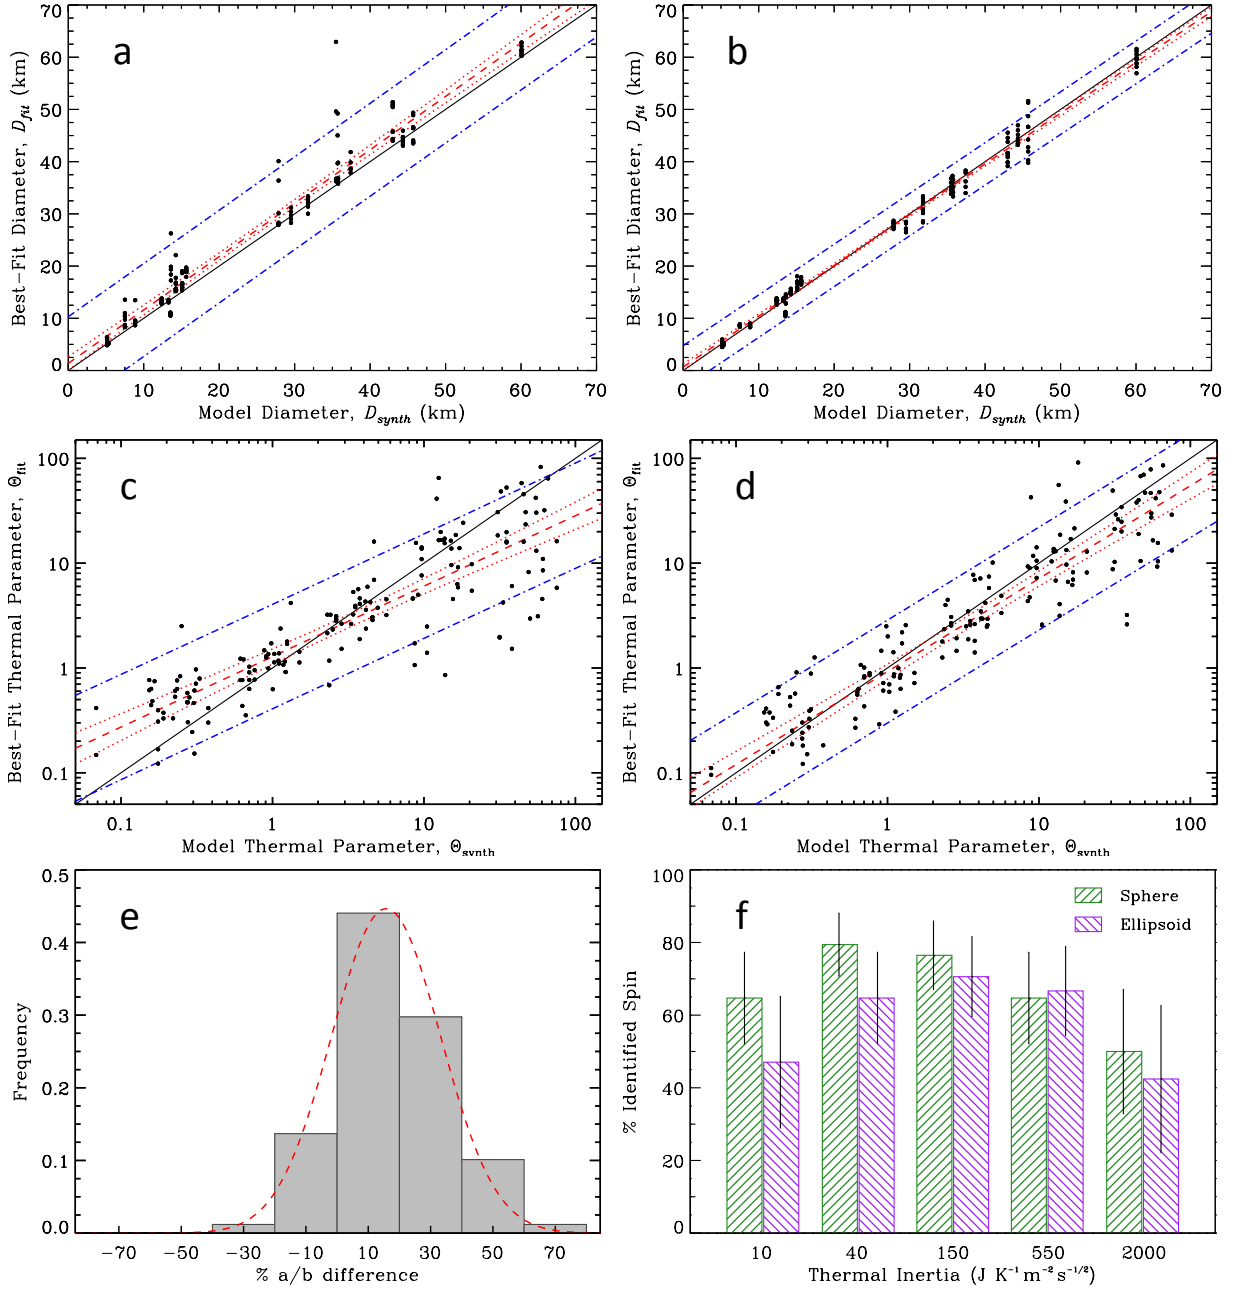 a
70
60
50
40
30
20
10
0
Best-Fit Diameter, D_fit (km)
0 10 20 30 40 50 60 70
Model Diameter, D_synth (km)
b
70
60
50
40
30
20
10
0
Best-Fit Diameter, D_fit (km)
0 10 20 30 40 50 60 70
Model Diameter, D_synth (km)
c
100
10
1
0.1
Best-Fit Thermal Parameter, Θ_fit
0.1 1 10 100
Model Thermal Parameter, Θ_synth
d
100
10
1
0.1
Best-Fit Thermal Parameter, Θ_fit
0.1 1 10 100
Model Thermal Parameter, Θ_synth
e
0.5
0.4
0.3
0.2
0.1
0.0
Frequency
-70 -50 -30 -10 10 30 50 70
% a/b difference
f
Sphere
Ellipsoid
100
80
60
40
20
0
% Identified Spin
10 40 150 550 2000
Thermal Inertia (J K⁻¹ m⁻² s⁻¹/²)